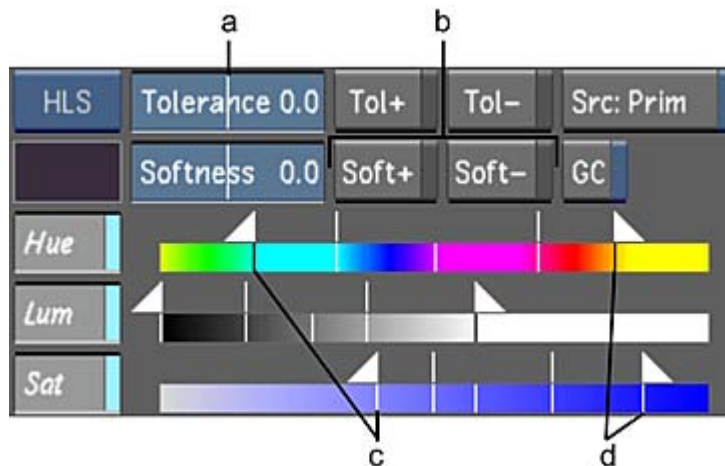 a b
HLS Tolerance 0.0 Tol+ Tol– Src: Prim
Softness 0.0 Soft+ Soft– GC
Hue
Lum
Sat
c d